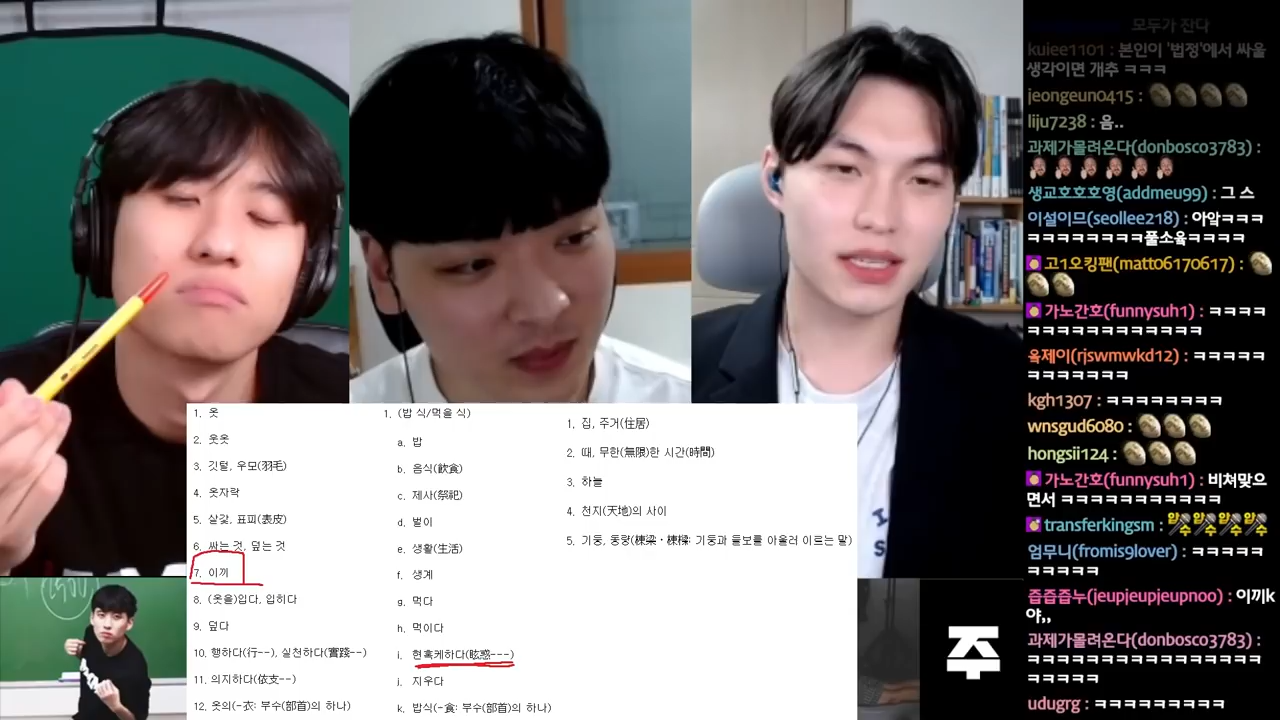 1. 옷
2. 웃옷
3. 깃털, 우모(羽毛)
4. 옷자락
5. 살갗, 표피(表皮)
6. 싸는 것, 덮는 것
7. 이끼
8. (옷을)입다, 입히다
9. 덮다
10. 행하다(行--), 실천하다(實踐--)
11. 의지하다(依支--)
12. 옷의(-衣: 부수(部首)의 하나)
1. (밥 식/먹을 식)
a. 밥
b. 음식(飮食)
c. 제사(祭祀)
d. 벌이
e. 생활(生活)
f. 생계
g. 먹다
h. 먹이다
i. 현혹케하다(眩惑---)
j. 지우다
k. 밥식(-食: 부수(部首)의 하나)
1. 집, 주거(住居)
2. 때, 무한(無限)한 시간(時間)
3. 하늘
4. 천지(天地)의 사이
5. 기둥, 동량(棟梁·棟樑: 기둥과 들보를 아울러 이르는 말)
주
모두가 잔다
kuiee1101 : 본인이 '법정'에서 싸울
생각이면 개추 ㅋㅋㅋ
jeongeun0415 :
liju7238 : 음..
과제가몰려온다(donbosco3783) :
생교호호호영(addmeu99) : 그 스
이설이므(seollee218) : 아앜ㅋㅋㅋ
ㅋㅋㅋㅋㅋㅋㅋㅋ풀소육ㅋㅋㅋㅋ
고1오킹팬(matt06170617) :
가노간호(funnysuh1) : ㅋㅋㅋㅋ
ㅋㅋㅋㅋㅋㅋㅋㅋㅋㅋㅋㅋ
옥제이(rjswmwkd12) : ㅋㅋㅋㅋㅋ
ㅋㅋㅋㅋㅋㅋㅋ
kgh1307 : ㅋㅋㅋㅋㅋㅋㅋㅋ
wnsgud6080 :
hongsii124 :
가노간호(funnysuh1) : 비쳐맞으
면서 ㅋㅋㅋㅋㅋㅋㅋㅋㅋㅋㅋ
transferkingsm :
엄무니(fromis9lover) : ㅋㅋㅋㅋㅋ
ㅋㅋㅋㅋㅋ
즙즙즙누(jeupjeupjeupnoo) : 이끼k
야,,
과제가몰려온다(donbosco3783) :
ㅋㅋㅋㅋㅋㅋㅋㅋㅋㅋㅋㅋㅋㅋㅋㅋ
ㅋㅋㅋㅋㅋ
udugrg : ㅋㅋㅋㅋㅋㅋㅋㅋㅋ